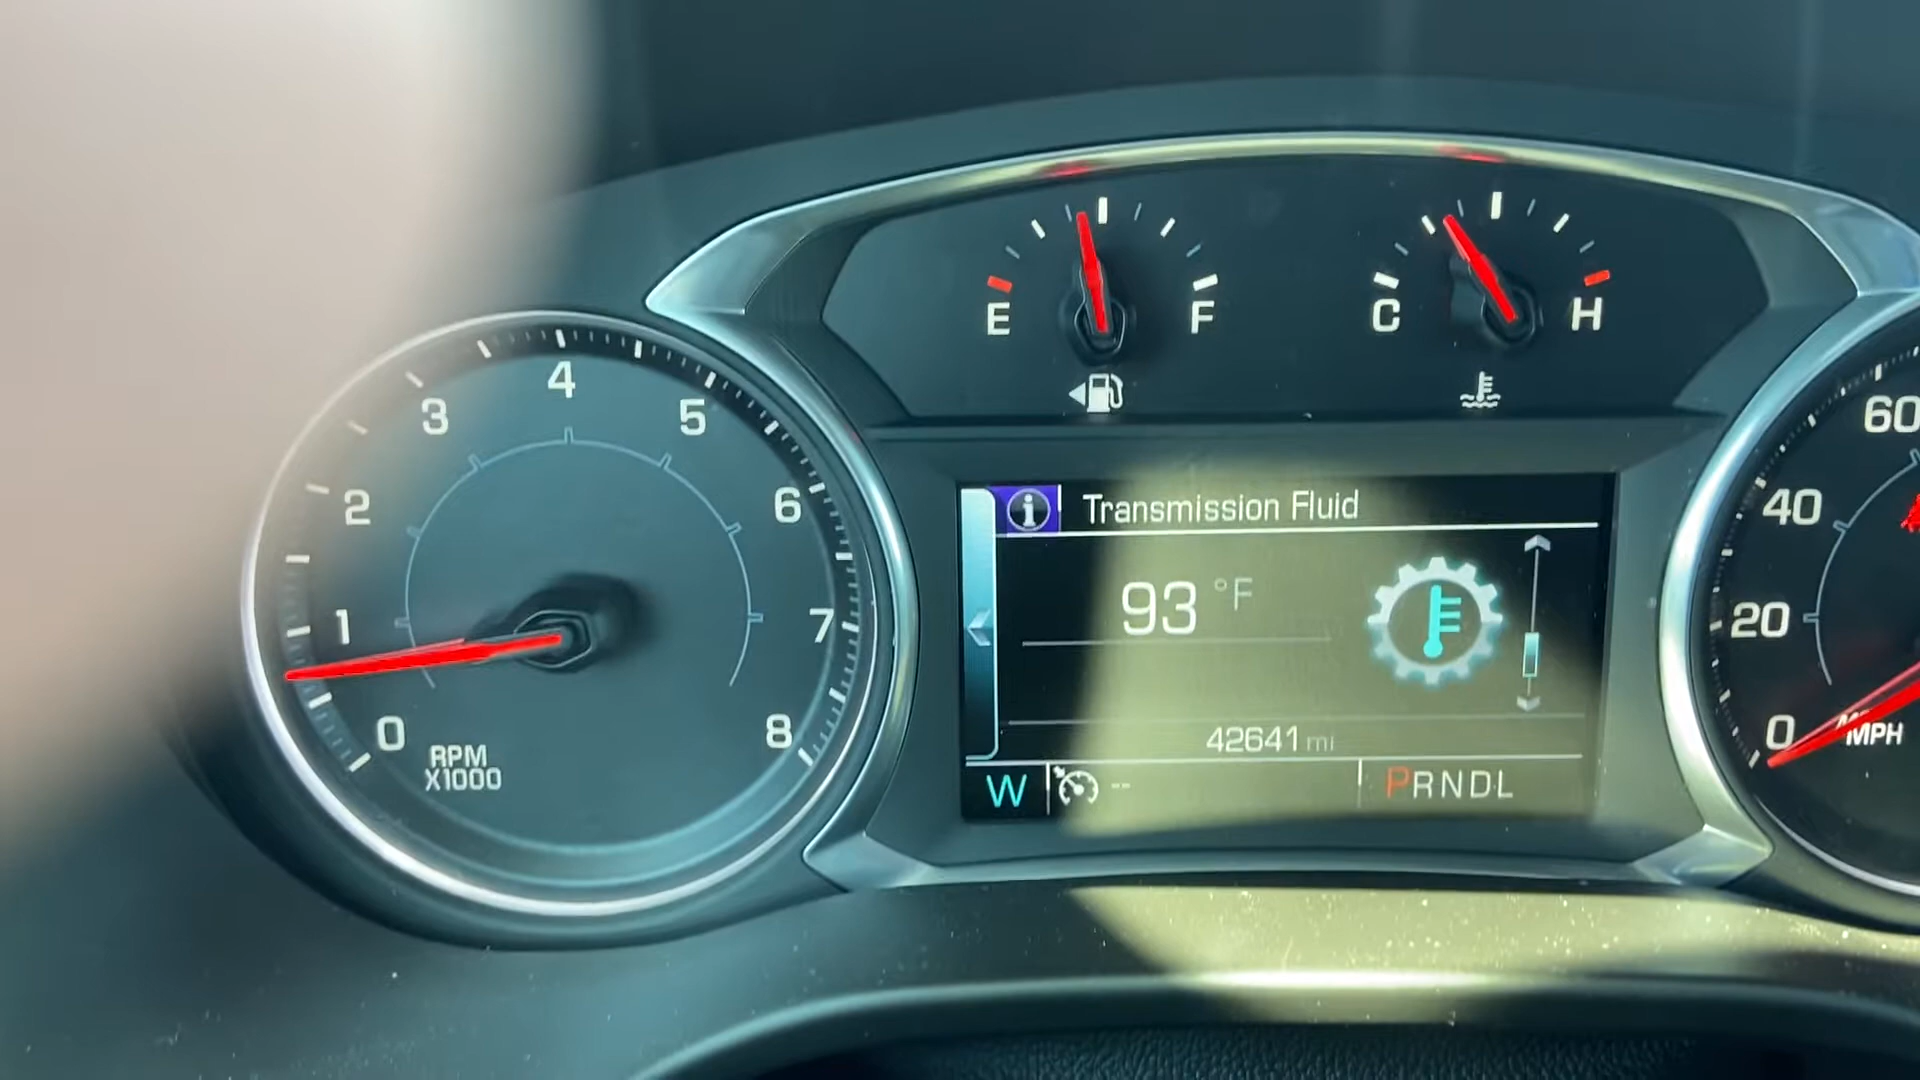 E F
C H
0 1 2 3 4 5 6 7 8
RPM
X1000
i Transmission Fluid
93 °F
42641 mi
W --
PRNDL
60
40
20
0
MPH